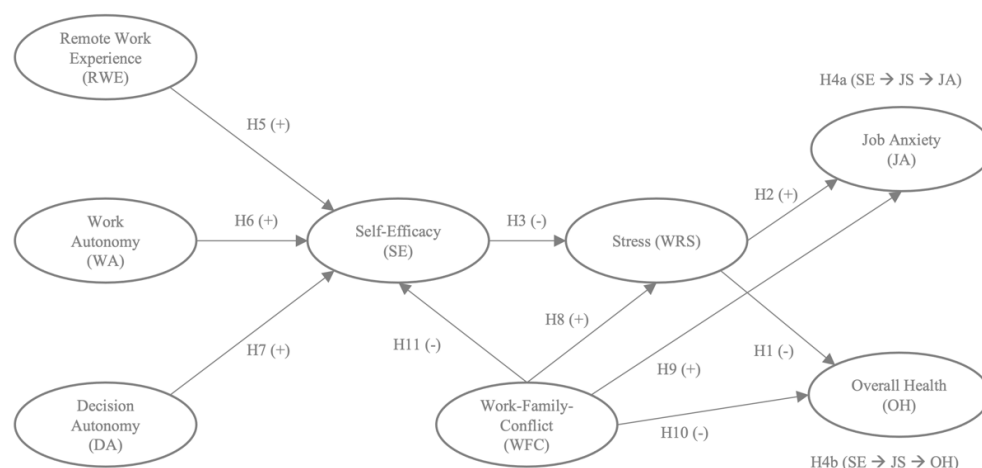 Remote Work
Experience
(RWE)
H4a (SE → JS → JA)
H5 (+)
Job Anxiety
(JA)
H2 (+)
Work
Autonomy
(WA)
H6 (+)
Self-Efficacy
(SE)
H3 (-)
Stress (WRS)
H8 (+)
H11 (-)
H7 (+)
H9 (+)
H1 (-)
Decision
Autonomy
(DA)
Work-Family-
Conflict
(WFC)
H10 (-)
Overall Health
(OH)
H4b (SE → JS → OH)